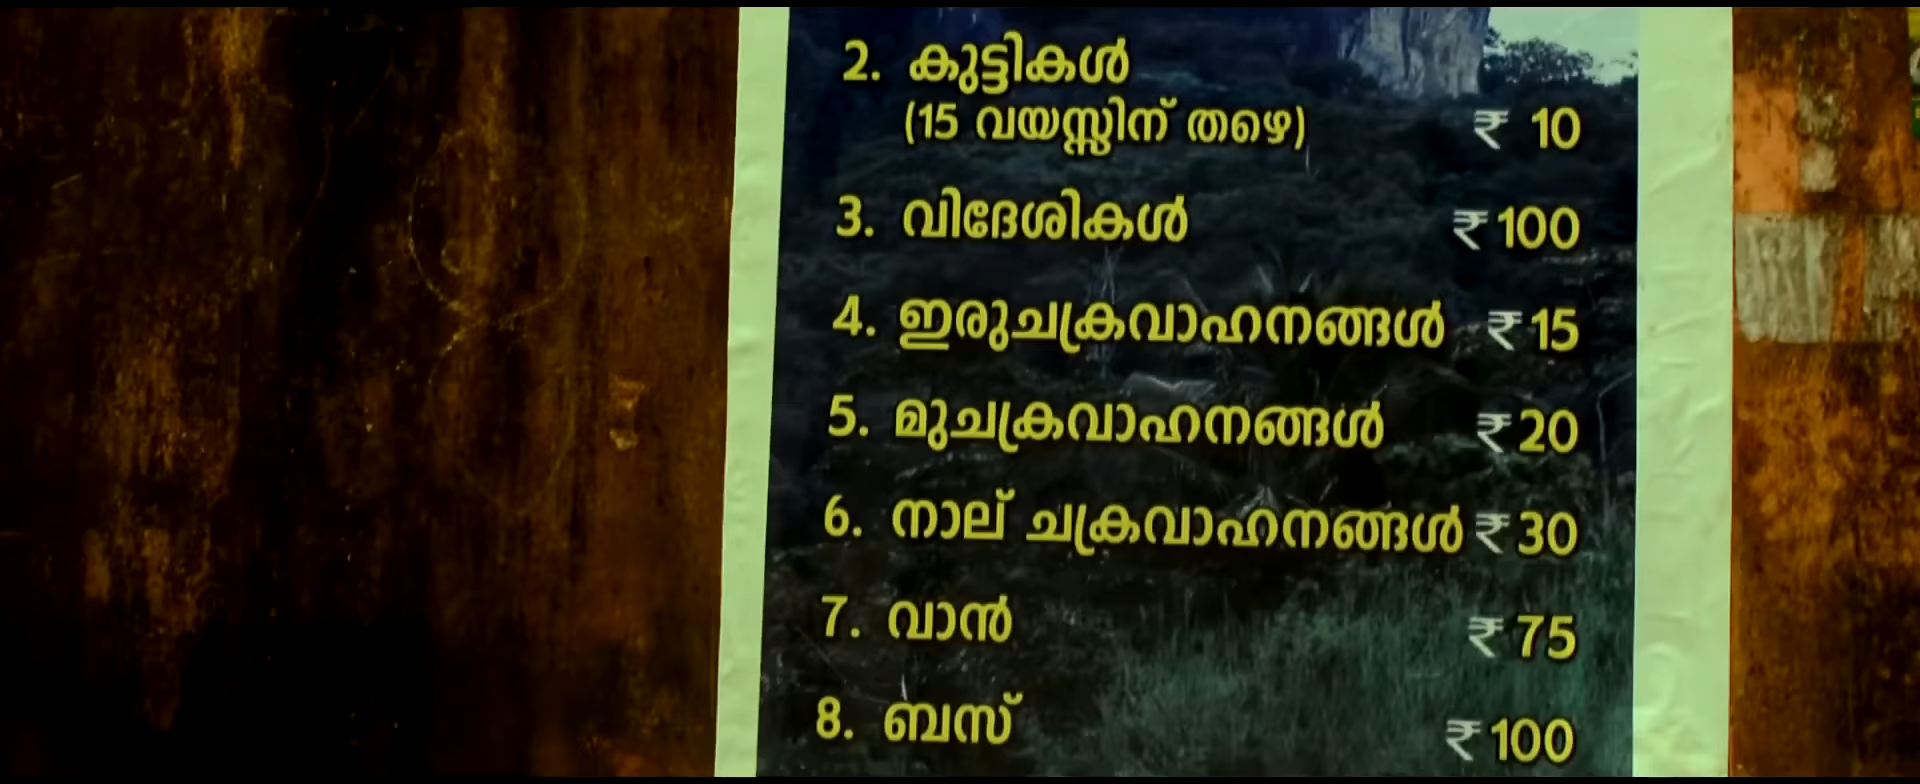 2. കുട്ടികൾ
(15 വയസ്സിന് തഴെ) ₹ 10
3. വിദേശികൾ ₹ 100
4. ഇരുചക്രവാഹനങ്ങൾ ₹ 15
5. മുചക്രവാഹനങ്ങൾ ₹ 20
6. നാല് ചക്രവാഹനങ്ങൾ ₹ 30
7. വാൻ ₹ 75
8. ബസ് ₹ 100